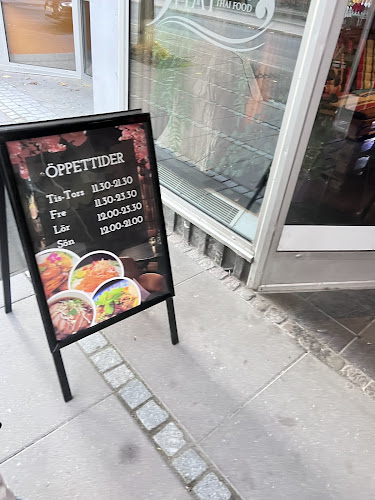 THAI FOOD
ÖPPETTIDER
Tis-Tors 11.30-21.30
Fre 11.30-23.30
Lör 12.00-23.30
Sön 12.00-21.00